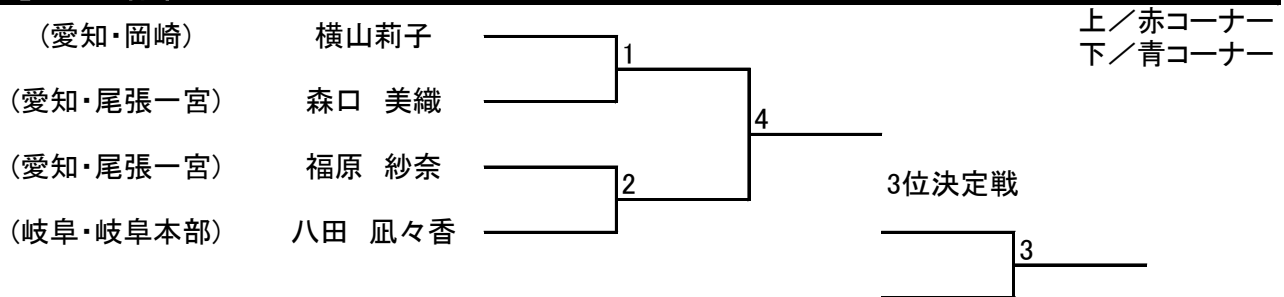 (愛知・岡崎) 横山莉子
上／赤コーナー
下／青コーナー
1
(愛知・尾張一宮) 森口 美織
4
(愛知・尾張一宮) 福原 紗奈
2
3位決定戦
(岐阜・岐阜本部) 八田 凪々香
3